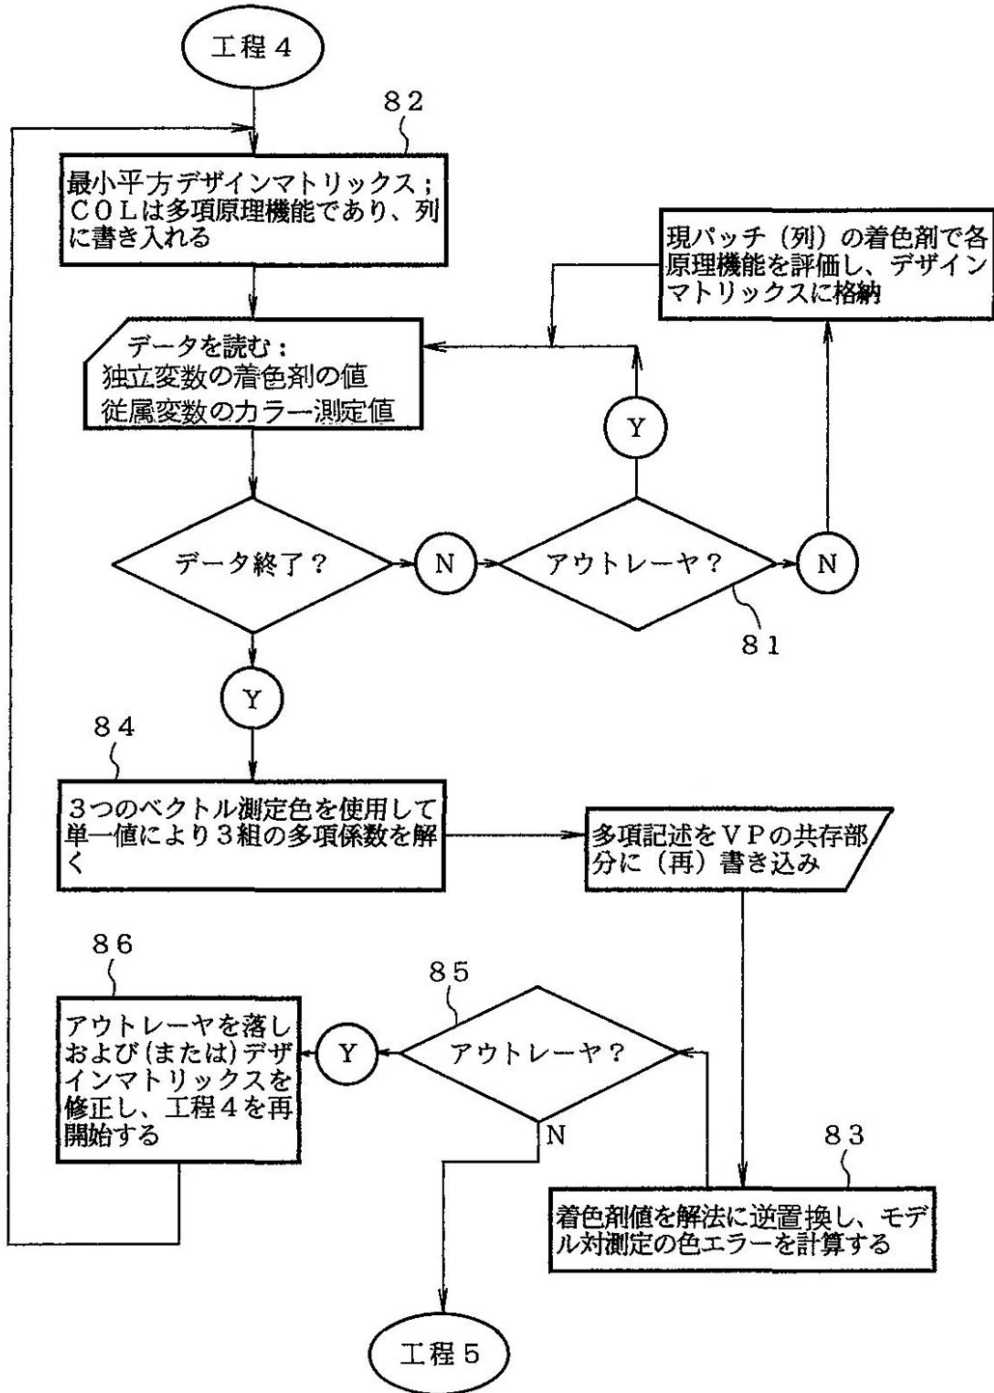 工程4
82
最小平方デザインマトリックス；
COLは多項原理機能であり、列
に書き入れる
現パッチ（列）の着色剤で各
原理機能を評価し、デザイン
マトリックスに格納
データを読む：
独立変数の着色剤の値
従属変数のカラー測定値
Y
データ終了？
N
アウトレーヤ？
N
81
Y
84
3つのベクトル測定色を使用して
単一値により3組の多項係数を解
く
多項記述をVPの共存部
分に（再）書き込み
86
アウトレーヤを落し
および(または)デザ
インマトリックスを
修正し、工程4を再
開始する
Y
85
アウトレーヤ？
N
83
着色剤値を解法に逆置換し、モデ
ル対測定の色エラーを計算する
工程5